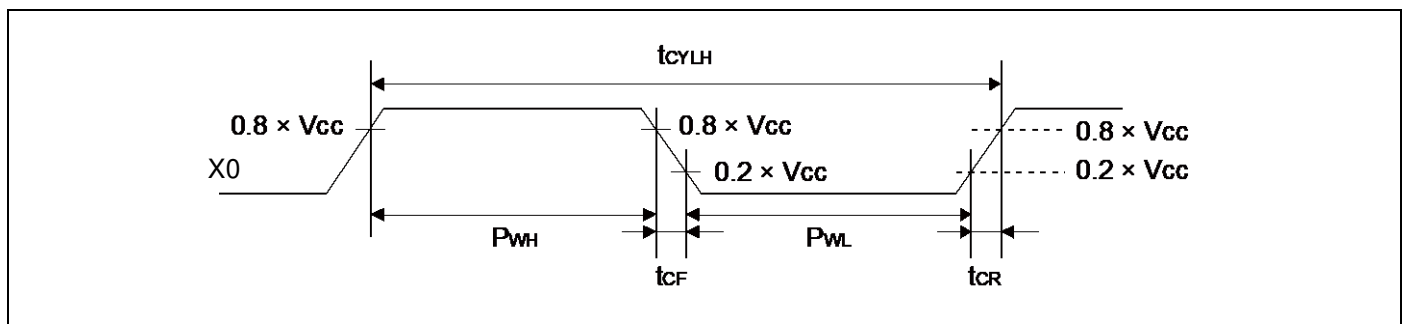 tCYLH
0.8 × Vcc
0.8 × Vcc
0.8 × Vcc
X0
0.2 × Vcc
0.2 × Vcc
PWH
PWL
tCF
tCR